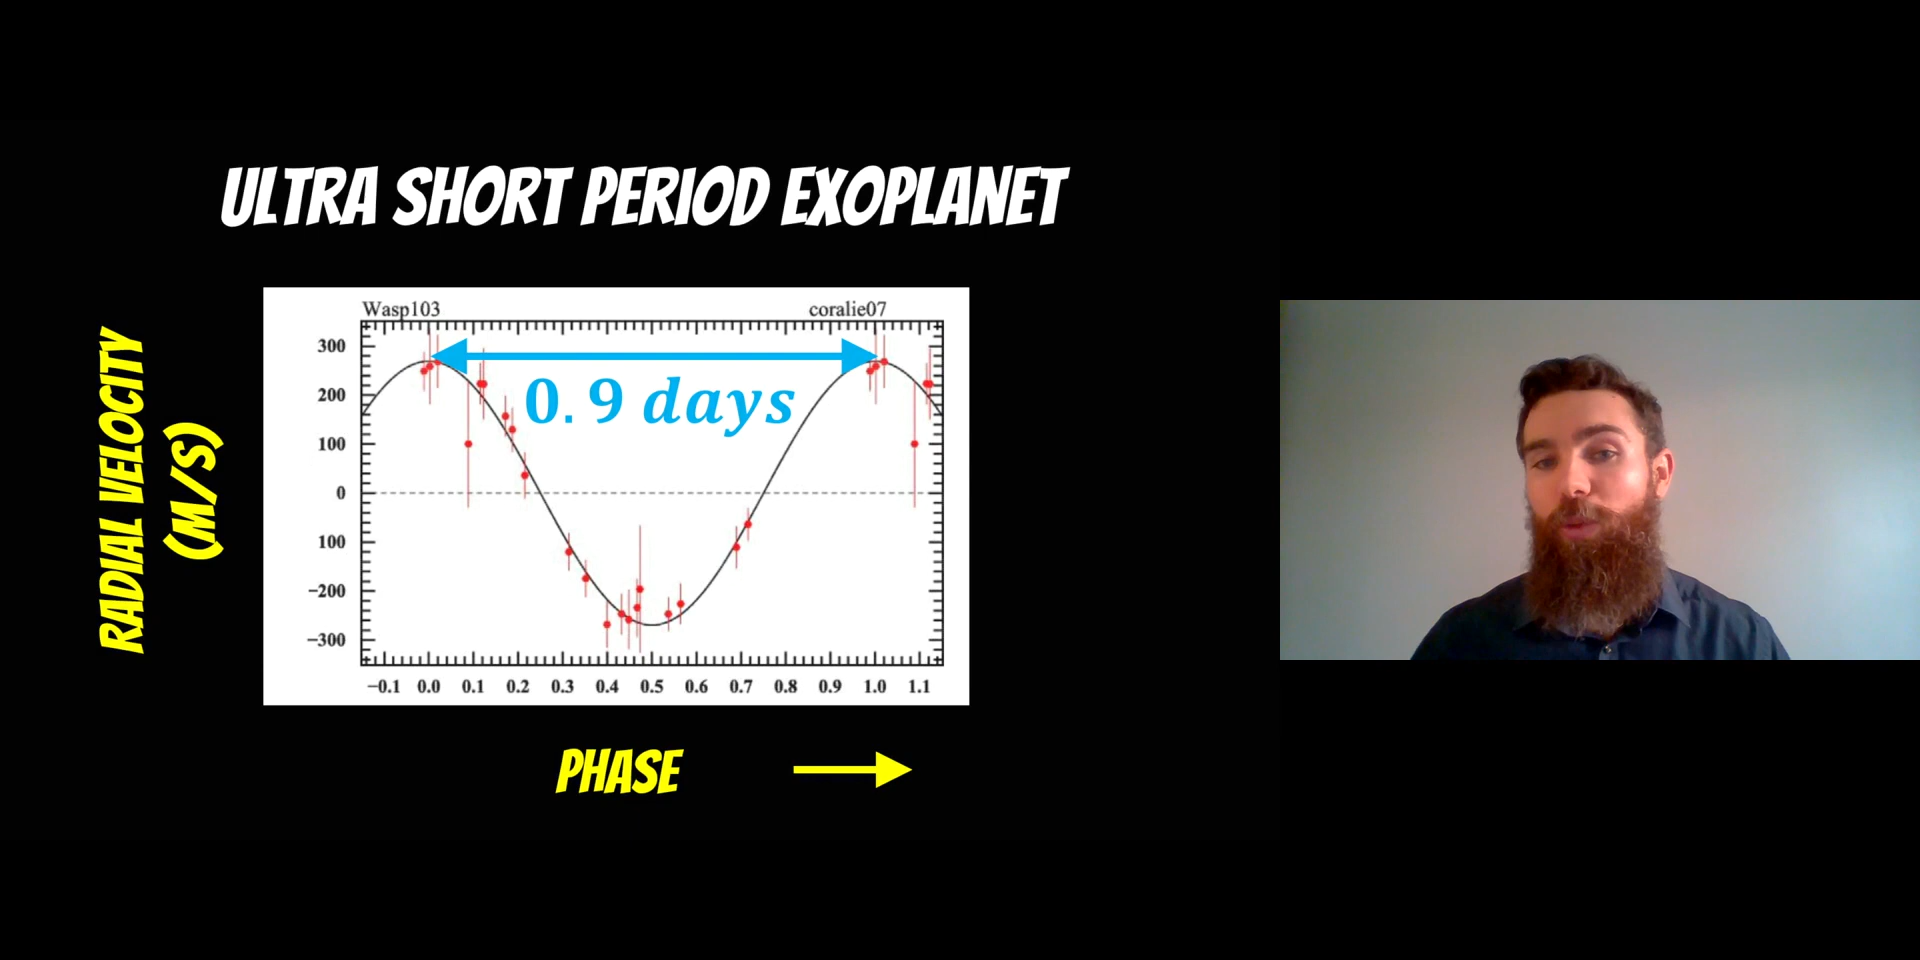 ULTRA SHORT PERIOD EXOPLANET
RADIAL VELOCITY
(M/S)
Wasp103
coralie07
300
200
100
0
100
−200
−300
0.9 days
−0.1 0.0 0.1 0.2 0.3 0.4 0.5 0.6 0.7 0.8 0.9 1.0 1.1
PHASE